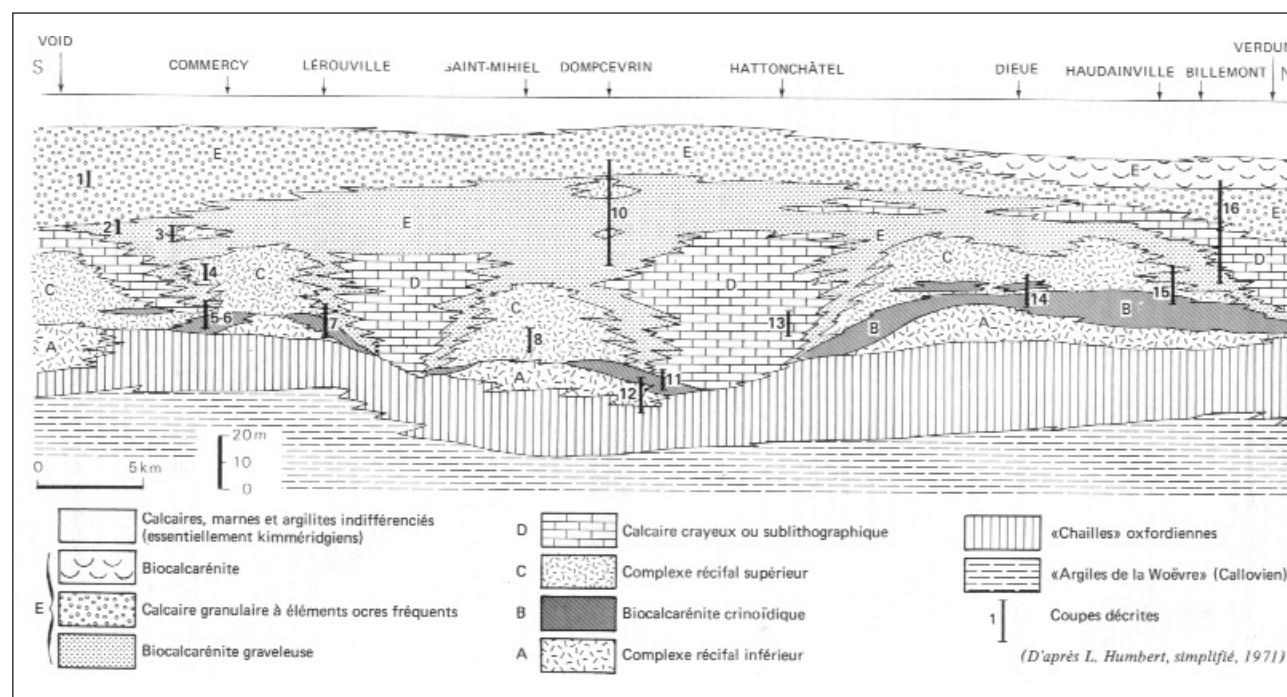 VOID
S
COMMERCY
LÉROUVILLE
SAINT-MIHIEL
DOMPCEVRIN
HATTONCHÂTEL
DIEUE
HAUDAINVILLE
BILLEMONT
VERDUN
N
E
E
E
E
1
2
3
10
16
E
E
D
C
4
C
D
C
D
C
5-6
7
8
13
14
15
B
B
A
A
A
11
12
20 m
10
0
0
5 km
Calcaires, marnes et argilites indifférenciés
(essentiellement kimméridgiens)
E
Biocalcarénite
Calcaire granulaire à éléments ocres fréquents
Biocalcarénite graveleuse
D
Calcaire crayeux ou sublithographique
C
Complexe récifal supérieur
B
Biocalcarénite crinoïdique
A
Complexe récifal inférieur
«Chailles» oxfordiennes
«Argiles de la Woëvre» (Callovien)
1
Coupes décrites
(D'après L. Humbert, simplifié, 1971)